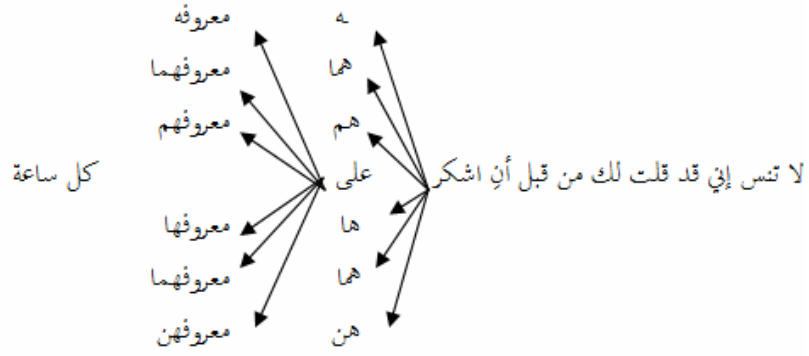 ـه معروفه
هما معروفهما
هم معروفهم
لا تنس إني قد قلت لك من قبل أنِ اشكر على كل ساعة
ها معروفها
هما معروفهما
هن معروفهن